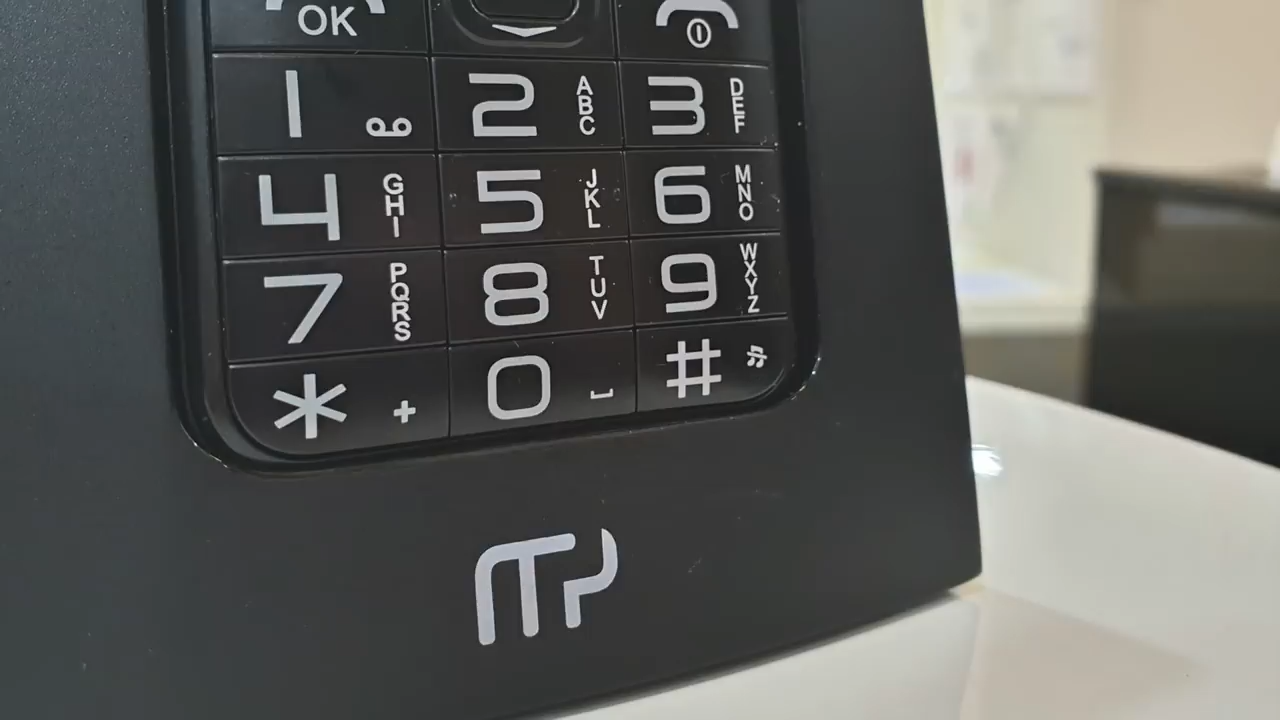 OK
1
2 ABC
3 DEF
4 GHI
5 JKL
6 MNO
7 PQRS
8 TUV
9 WXYZ
* +
0
#